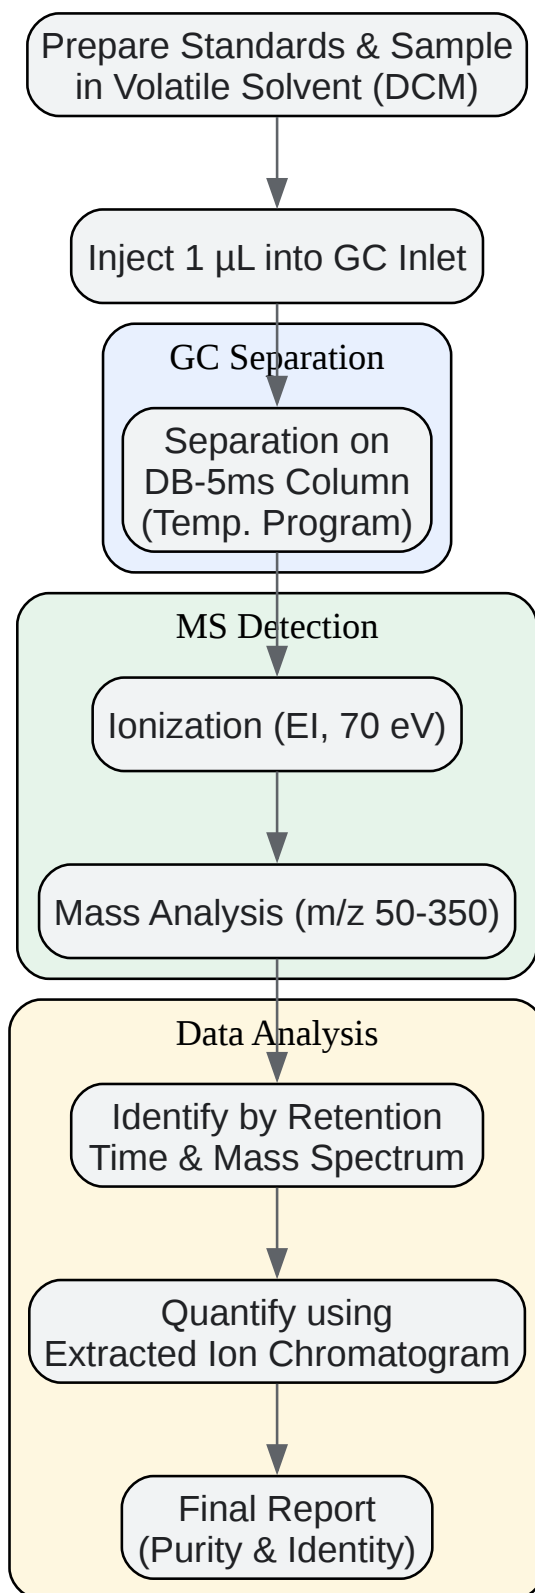 Prepare Standards & Sample
in Volatile Solvent (DCM)
Inject 1 µL into GC Inlet
GC Separation
Separation on
DB-5ms Column
(Temp. Program)
MS Detection
Ionization (EI, 70 eV)
Mass Analysis (m/z 50-350)
Data Analysis
Identify by Retention
Time & Mass Spectrum
Quantify using
Extracted Ion Chromatogram
Final Report
(Purity & Identity)